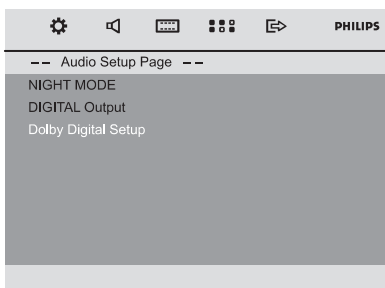 PHILIPS
-- Audio Setup Page --
NIGHT MODE
DIGITAL Output
Dolby Digital Setup